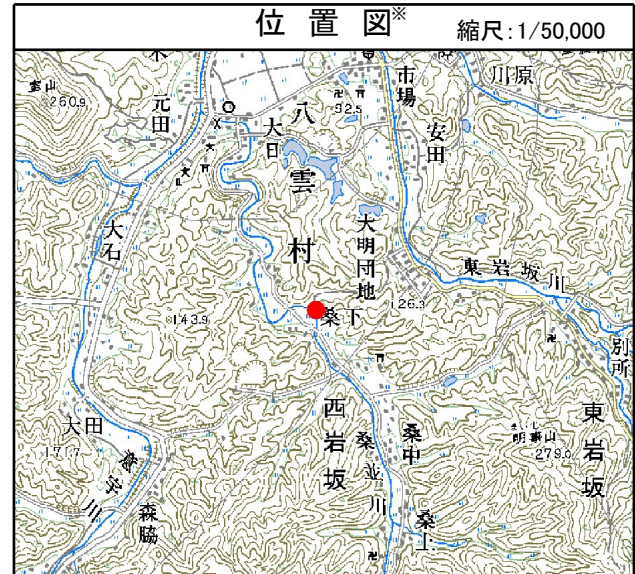 位置図※
縮尺:1/50,000
260.9
元田
大日
八雲村
92.5
市場
川原
安田
大石
大明団地
東岩坂川
126.3
143.9
桑下
別所
西岩坂
桑並川
桑中
東岩坂
279.0
大田
171.7
意宇川
森脇
桑上